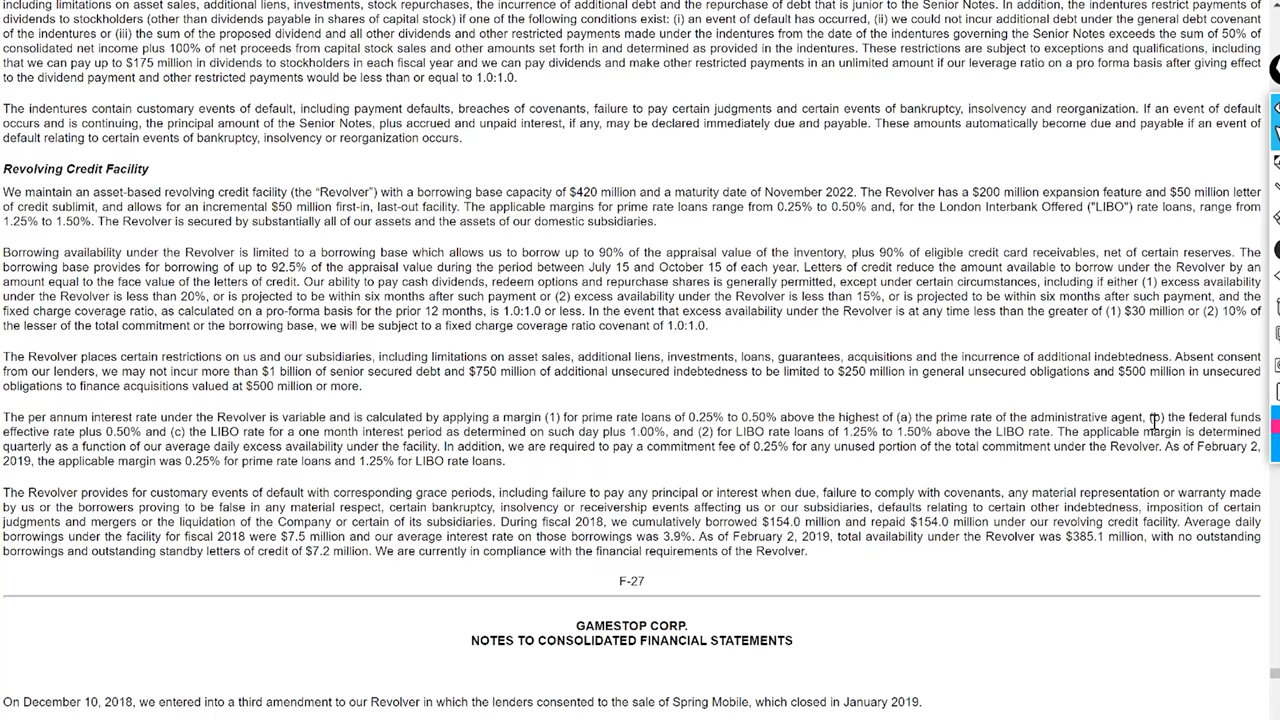 including limitations on asset sales, additional liens, investments, stock repurchases, the incurrence of additional debt and the repurchase of debt that is junior to the Senior Notes. In addition, the indentures restrict payments of
dividends to stockholders (other than dividends payable in shares of capital stock) if one of the following conditions exist: (i) an event of default has occurred, (ii) we could not incur additional debt under the general debt covenant
of the indentures or (iii) the sum of the proposed dividend and all other dividends and other restricted payments made under the indentures from the date of the indentures governing the Senior Notes exceeds the sum of 50% of
consolidated net income plus 100% of net proceeds from capital stock sales and other amounts set forth in and determined as provided in the indentures. These restrictions are subject to exceptions and qualifications, including
that we can pay up to $175 million in dividends to stockholders in each fiscal year and we can pay dividends and make other restricted payments in an unlimited amount if our leverage ratio on a pro forma basis after giving effect
to the dividend payment and other restricted payments would be less than or equal to 1.0:1.0.
The indentures contain customary events of default, including payment defaults, breaches of covenants, failure to pay certain judgments and certain events of bankruptcy, insolvency and reorganization. If an event of default
occurs and is continuing, the principal amount of the Senior Notes, plus accrued and unpaid interest, if any, may be declared immediately due and payable. These amounts automatically become due and payable if an event of
default relating to certain events of bankruptcy, insolvency or reorganization occurs.
Revolving Credit Facility
We maintain an asset-based revolving credit facility (the “Revolver”) with a borrowing base capacity of $420 million and a maturity date of November 2022. The Revolver has a $200 million expansion feature and $50 million letter
of credit sublimit, and allows for an incremental $50 million first-in, last-out facility. The applicable margins for prime rate loans range from 0.25% to 0.50% and, for the London Interbank Offered ("LIBO") rate loans, range from
1.25% to 1.50%. The Revolver is secured by substantially all of our assets and the assets of our domestic subsidiaries.
Borrowing availability under the Revolver is limited to a borrowing base which allows us to borrow up to 90% of the appraisal value of the inventory, plus 90% of eligible credit card receivables, net of certain reserves. The
borrowing base provides for borrowing of up to 92.5% of the appraisal value during the period between July 15 and October 15 of each year. Letters of credit reduce the amount available to borrow under the Revolver by an
amount equal to the face value of the letters of credit. Our ability to pay cash dividends, redeem options and repurchase shares is generally permitted, except under certain circumstances, including if either (1) excess availability
under the Revolver is less than 20%, or is projected to be within six months after such payment or (2) excess availability under the Revolver is less than 15%, or is projected to be within six months after such payment, and the
fixed charge coverage ratio, as calculated on a pro-forma basis for the prior 12 months, is 1.0:1.0 or less. In the event that excess availability under the Revolver is at any time less than the greater of (1) $30 million or (2) 10% of
the lesser of the total commitment or the borrowing base, we will be subject to a fixed charge coverage ratio covenant of 1.0:1.0.
The Revolver places certain restrictions on us and our subsidiaries, including limitations on asset sales, additional liens, investments, loans, guarantees, acquisitions and the incurrence of additional indebtedness. Absent consent
from our lenders, we may not incur more than $1 billion of senior secured debt and $750 million of additional unsecured indebtedness to be limited to $250 million in general unsecured obligations and $500 million in unsecured
obligations to finance acquisitions valued at $500 million or more.
The per annum interest rate under the Revolver is variable and is calculated by applying a margin (1) for prime rate loans of 0.25% to 0.50% above the highest of (a) the prime rate of the administrative agent, (b) the federal funds
effective rate plus 0.50% and (c) the LIBO rate for a one month interest period as determined on such day plus 1.00%, and (2) for LIBO rate loans of 1.25% to 1.50% above the LIBO rate. The applicable margin is determined
quarterly as a function of our average daily excess availability under the facility. In addition, we are required to pay a commitment fee of 0.25% for any unused portion of the total commitment under the Revolver. As of February 2,
2019, the applicable margin was 0.25% for prime rate loans and 1.25% for LIBO rate loans.
The Revolver provides for customary events of default with corresponding grace periods, including failure to pay any principal or interest when due, failure to comply with covenants, any material representation or warranty made
by us or the borrowers proving to be false in any material respect, certain bankruptcy, insolvency or receivership events affecting us or our subsidiaries, defaults relating to certain other indebtedness, imposition of certain
judgments and mergers or the liquidation of the Company or certain of its subsidiaries. During fiscal 2018, we cumulatively borrowed $154.0 million and repaid $154.0 million under our revolving credit facility. Average daily
borrowings under the facility for fiscal 2018 were $7.5 million and our average interest rate on those borrowings was 3.9%. As of February 2, 2019, total availability under the Revolver was $385.1 million, with no outstanding
borrowings and outstanding standby letters of credit of $7.2 million. We are currently in compliance with the financial requirements of the Revolver.
F-27
GAMESTOP CORP.
NOTES TO CONSOLIDATED FINANCIAL STATEMENTS
On December 10, 2018, we entered into a third amendment to our Revolver in which the lenders consented to the sale of Spring Mobile, which closed in January 2019.